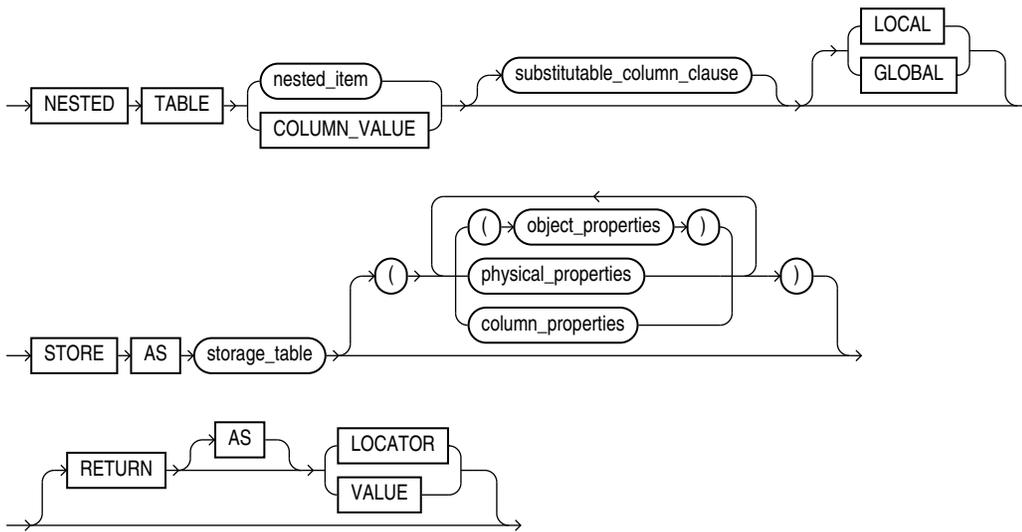 NESTED TABLE nested_item COLUMN_VALUE substitutable_column_clause LOCAL GLOBAL
STORE AS storage_table ( ( object_properties ) physical_properties column_properties )
RETURN AS LOCATOR VALUE